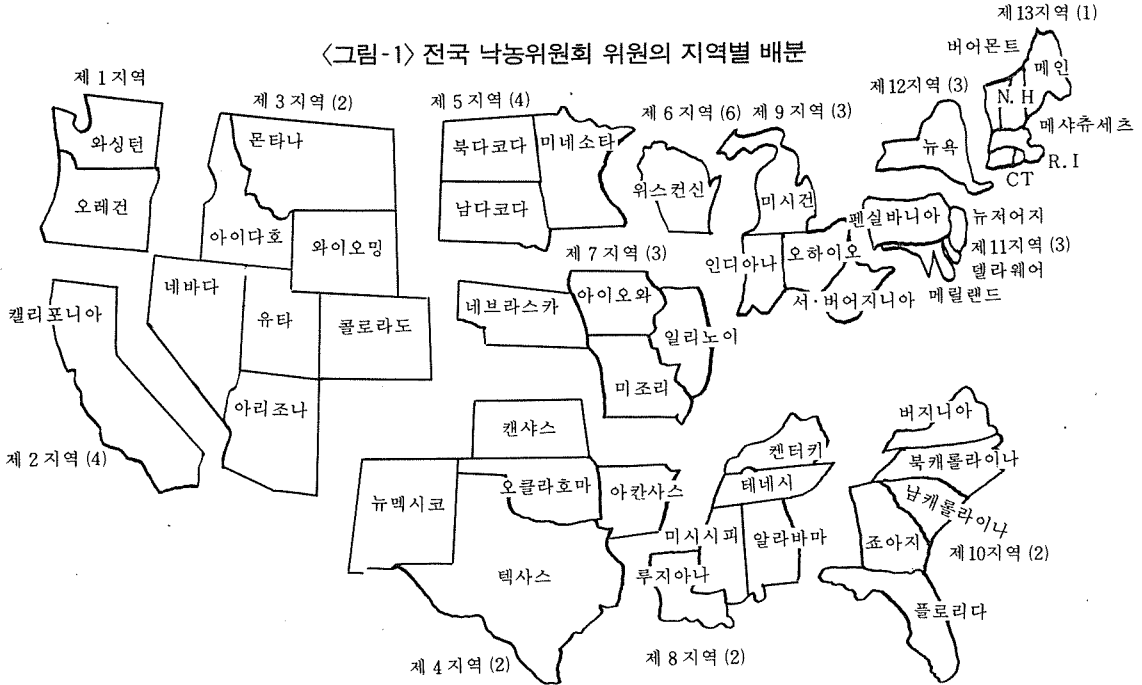 제13지역 (1)
〈그림-1〉 전국 낙농위원회 위원의 지역별 배분
버어몬트
메인
제1지역
제3지역 (2)
제5지역 (4)
제6지역 (6)
제9지역 (3)
제12지역 (3)
N. H
메샤츄세츠
와싱턴
몬타나
북다코다
미네소타
뉴욕
R. I
CT
오레건
아이다호
와이오밍
남다코다
위스컨신
미시건
펜실바니아
뉴저어지
제7지역 (3)
인디아나
오하이오
제11지역 (3)
델라웨어
서·버어지니아
메릴랜드
네바다
캘리포니아
유타
콜로라도
네브라스카
아이오와
일리노이
미조리
아리조나
제2지역 (4)
캔샤스
켄터키
버지니아
북캐롤라이나
뉴멕시코
오클라호마
아칸사스
테네시
남캐롤라이나
미시시피
알라바마
죠아지
제10지역 (2)
텍사스
루지아나
플로리다
제4지역 (2)
제8지역 (2)